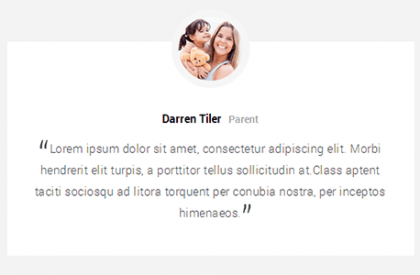 Darren Tiler Parent
“Lorem ipsum dolor sit amet, consectetur adipiscing elit. Morbi
hendrerit elit turpis, a porttitor tellus sollicitudin at.Class aptent
taciti sociosqu ad litora torquent per conubia nostra, per inceptos
himenaeos.”